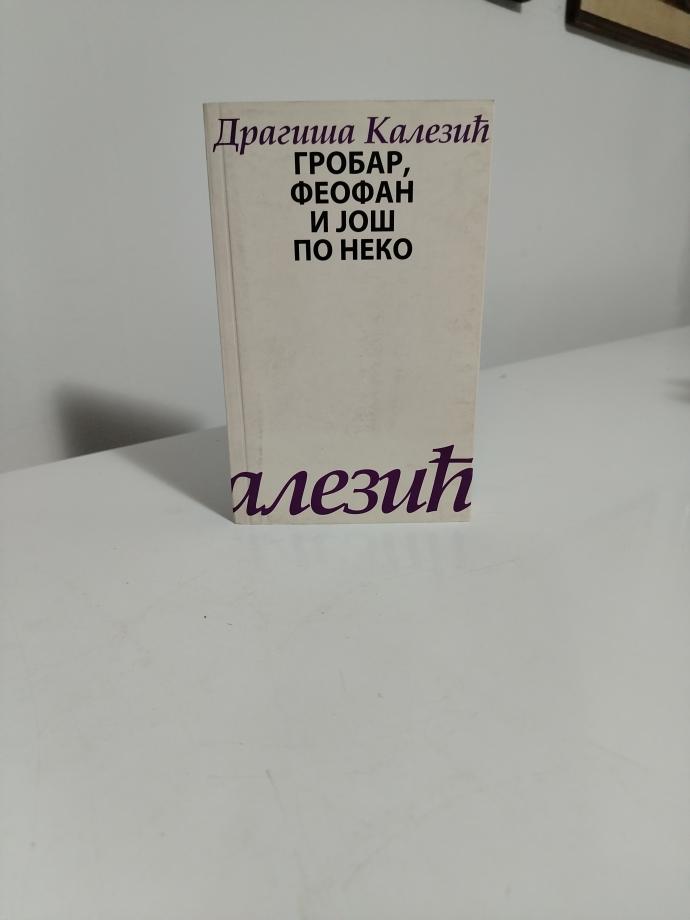 Драгиша Калезић
ГРОБАР,
ФЕОФАН
И ЈОШ
ПО НЕКО
алезић